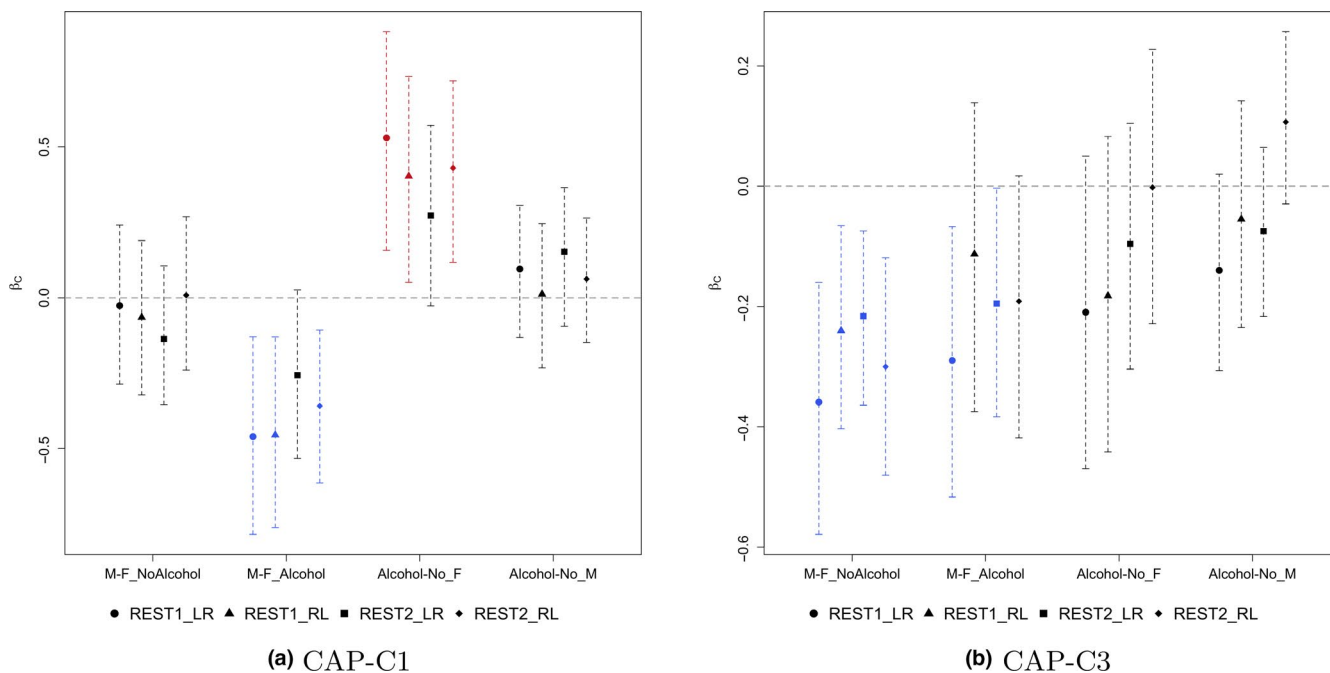 0.5
0.0
−0.5
βC
M-F_NoAlcohol M-F_Alcohol Alcohol-No_F Alcohol-No_M
● REST1_LR ▲ REST1_RL ■ REST2_LR ◆ REST2_RL
(a) CAP-C1
0.2
0.0
−0.2
−0.4
−0.6
βC
M-F_NoAlcohol M-F_Alcohol Alcohol-No_F Alcohol-No_M
● REST1_LR ▲ REST1_RL ■ REST2_LR ◆ REST2_RL
(b) CAP-C3